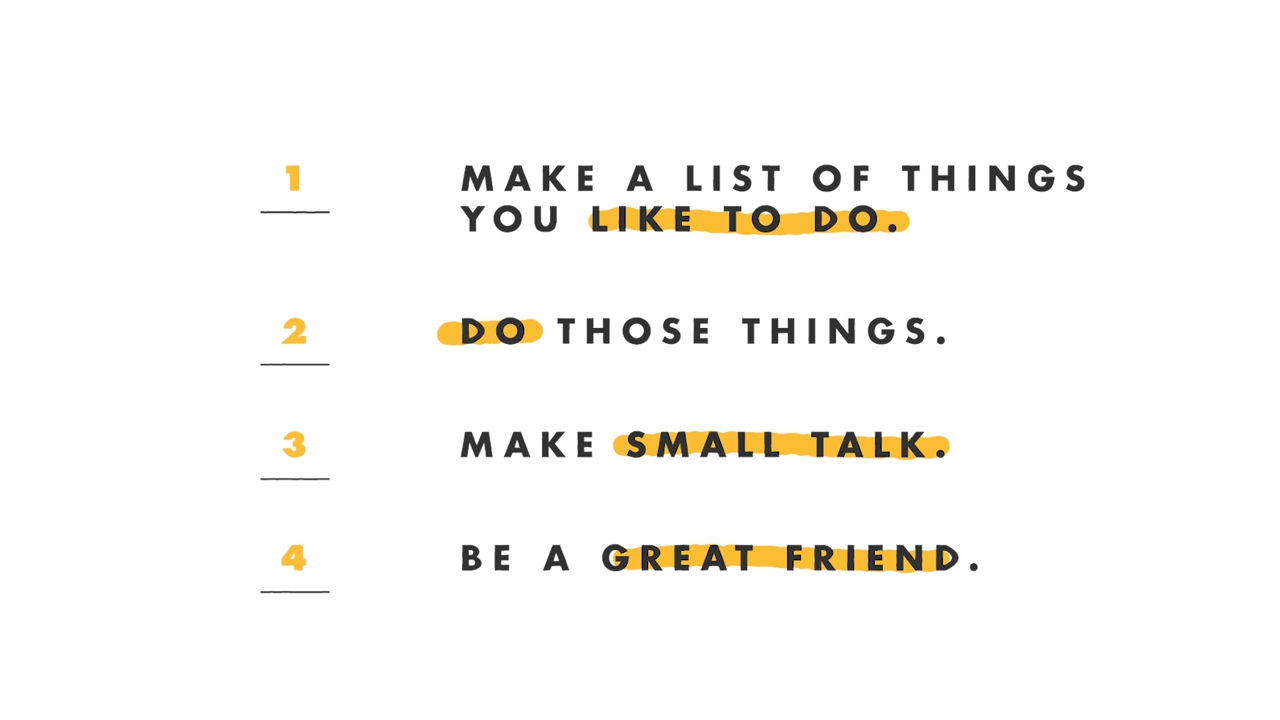 1
MAKE A LIST OF THINGS
YOU LIKE TO DO.
2
DO THOSE THINGS.
3
MAKE SMALL TALK.
4
BE A GREAT FRIEND.